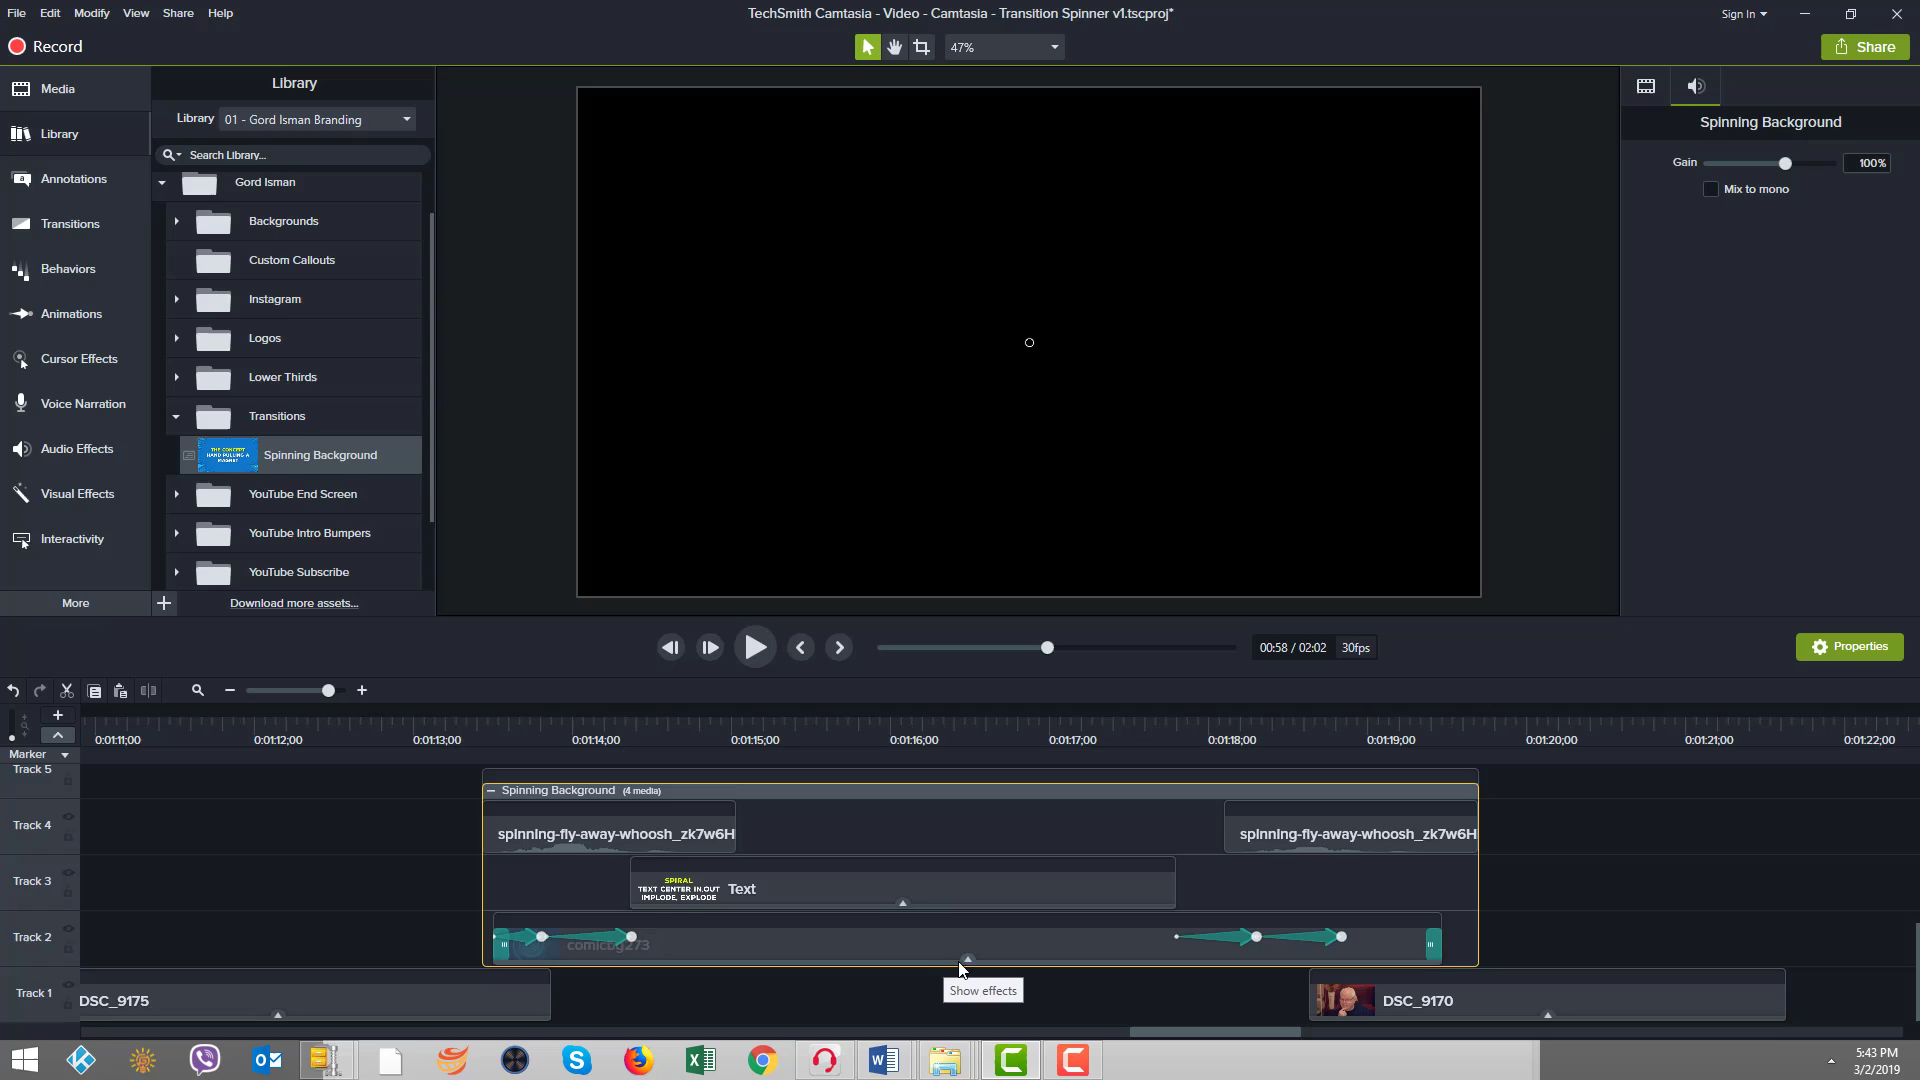 File Edit Modify View Share Help
TechSmith Camtasia - Video - Camtasia - Transition Spinner v1.tscproj*
Sign In
Record
47%
Share
Media
Library
Annotations
Transitions
Behaviors
Animations
Cursor Effects
Voice Narration
Audio Effects
Visual Effects
Interactivity
More
Library
Library 01 - Gord Isman Branding
Search Library...
Gord Isman
Backgrounds
Custom Callouts
Instagram
Logos
Lower Thirds
Transitions
THE CONCEPT
HAND PULLING A
MAGNET
Spinning Background
YouTube End Screen
YouTube Intro Bumpers
YouTube Subscribe
Download more assets...
Spinning Background
Gain 100%
Mix to mono
00:58 / 02:02 30fps
Properties
0:01:11;00 0:01:12;00 0:01:13;00 0:01:14;00 0:01:15;00 0:01:16;00 0:01:17;00 0:01:18;00 0:01:19;00 0:01:20;00 0:01:21;00 0:01:22;00
Marker
Track 5
Spinning Background (4 media)
Track 4
spinning-fly-away-whoosh_zk7w6H
spinning-fly-away-whoosh_zk7w6H
Track 3
SPIRAL
TEXT CENTER IN,OUT
IMPLODE, EXPLODE
Text
Track 2
comicbg273
Show effects
Track 1
DSC_9175
DSC_9170
5:43 PM
3/2/2019